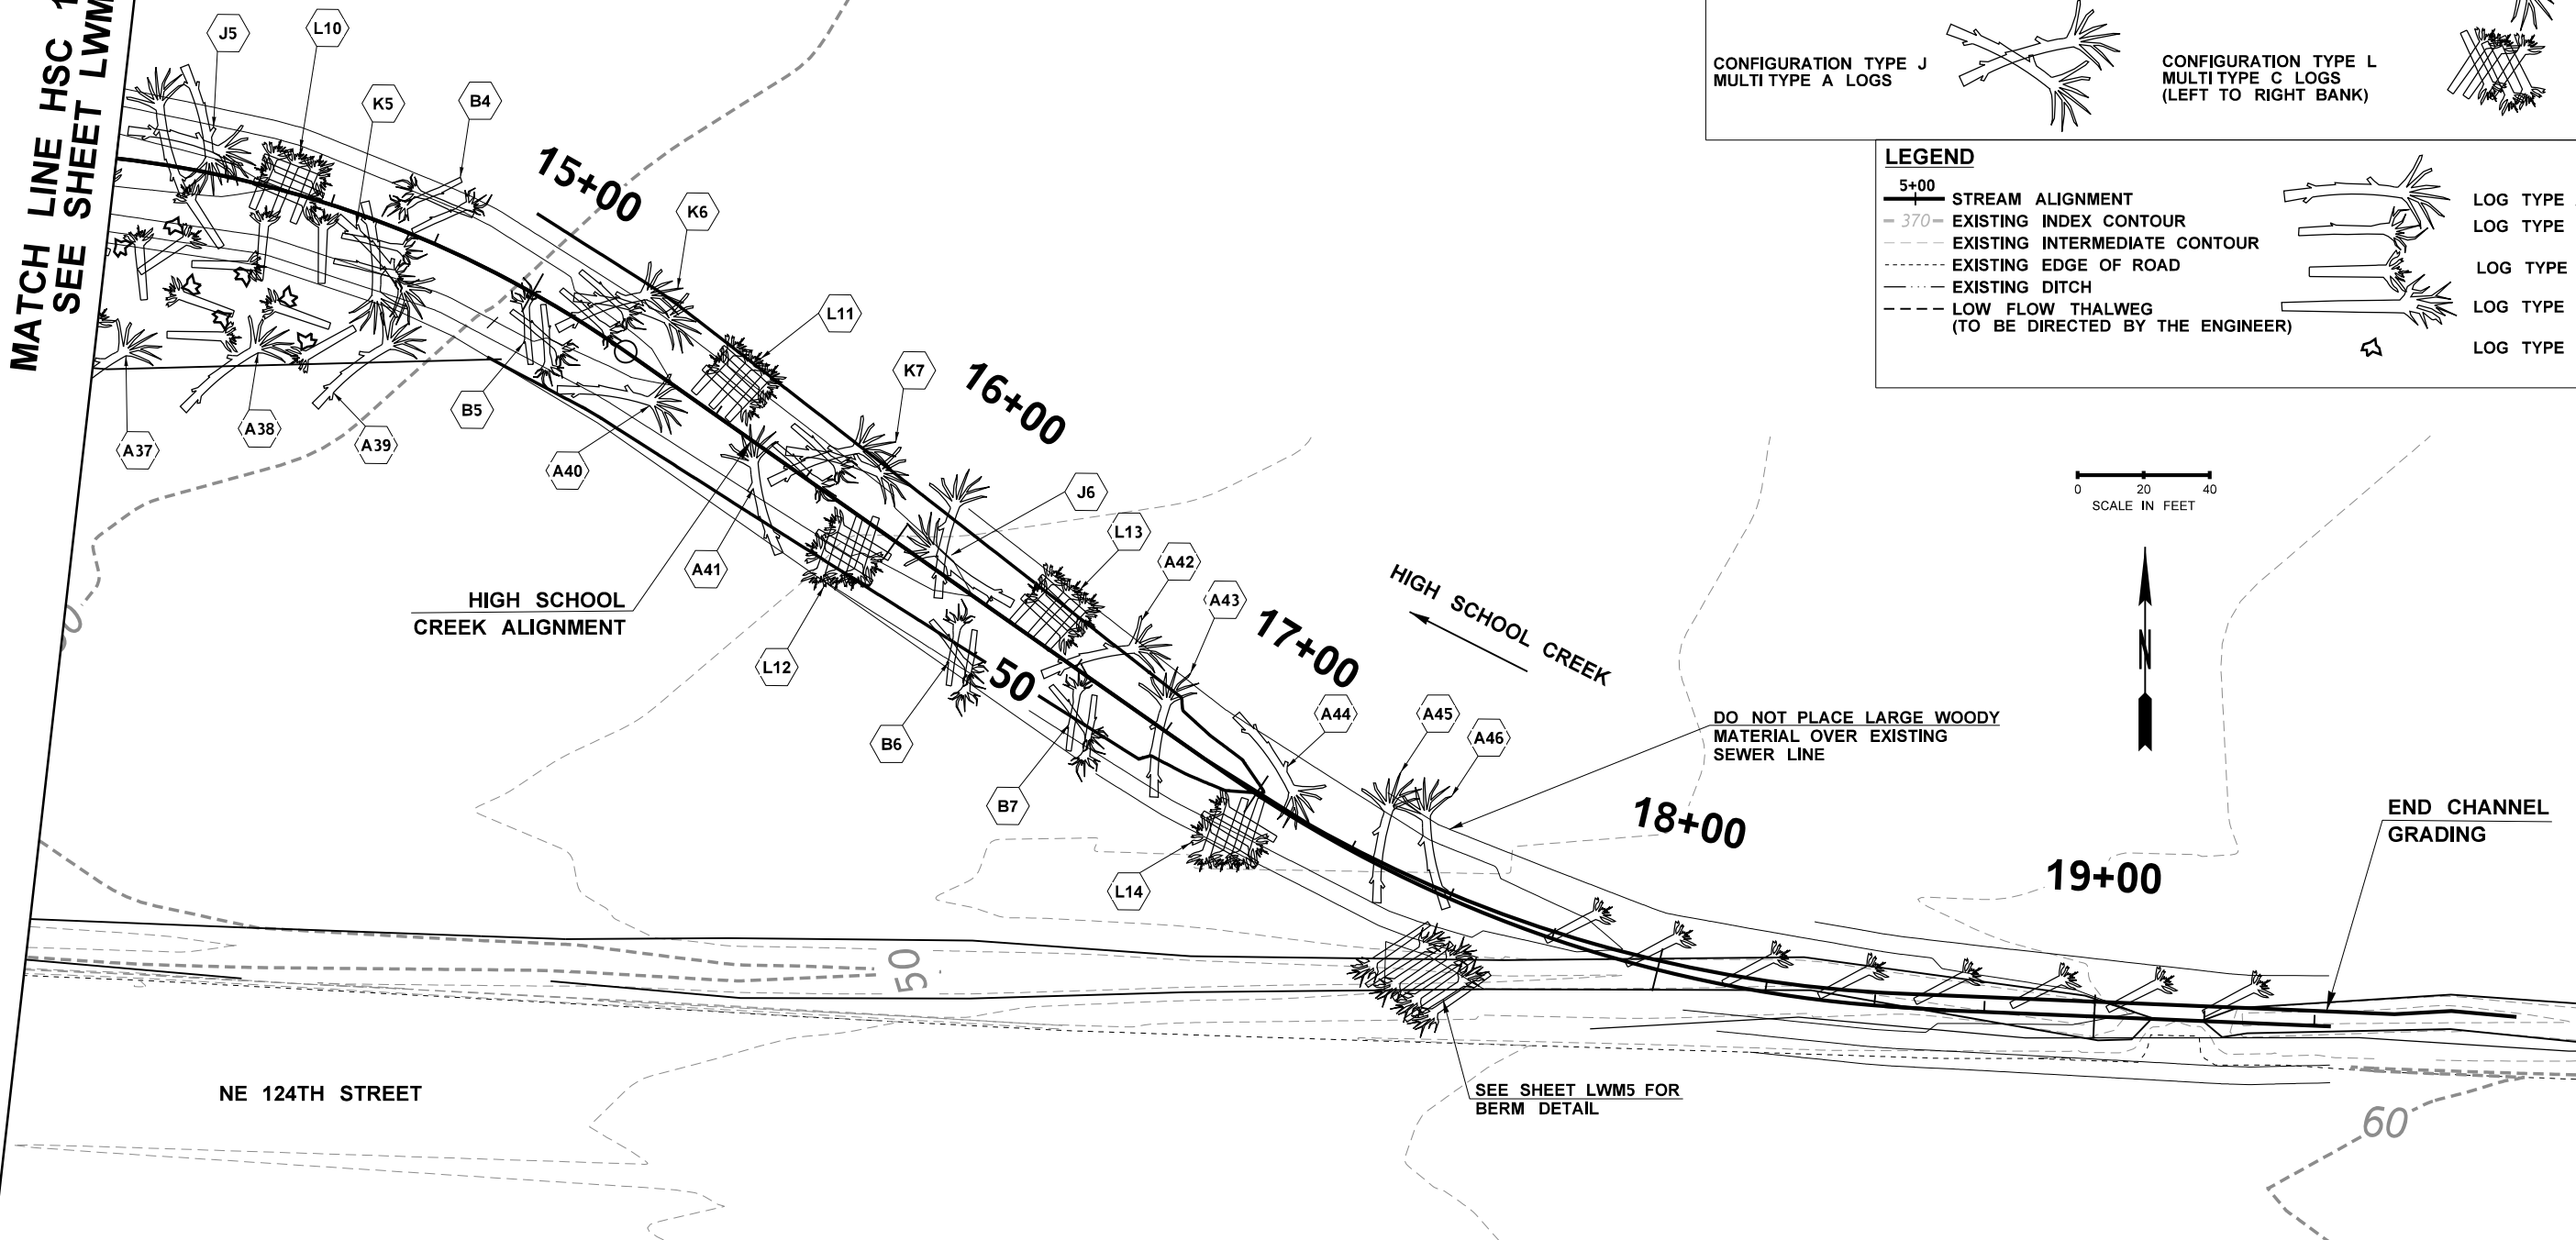 MATCH LINE HSC 1
SEE SHEET LWM
J5
L10
K5
B4
15+00
K6
L11
K7
16+00
A37
A38
A39
B5
A40
A41
J6
L13
A42
A43
17+00
HIGH SCHOOL CREEK
HIGH SCHOOL
CREEK ALIGNMENT
L12
50
B6
B7
A44
A45
A46
L14
DO NOT PLACE LARGE WOODY
MATERIAL OVER EXISTING
SEWER LINE
18+00
19+00
END CHANNEL
GRADING
50
NE 124TH STREET
SEE SHEET LWM5 FOR
BERM DETAIL
60
CONFIGURATION TYPE J
MULTI TYPE A LOGS
CONFIGURATION TYPE L
MULTI TYPE C LOGS
(LEFT TO RIGHT BANK)
LEGEND
5+00
STREAM ALIGNMENT
370
EXISTING INDEX CONTOUR
EXISTING INTERMEDIATE CONTOUR
EXISTING EDGE OF ROAD
EXISTING DITCH
LOW FLOW THALWEG
(TO BE DIRECTED BY THE ENGINEER)
LOG TYPE
LOG TYPE
LOG TYPE
LOG TYPE
LOG TYPE
0 20 40
SCALE IN FEET
N